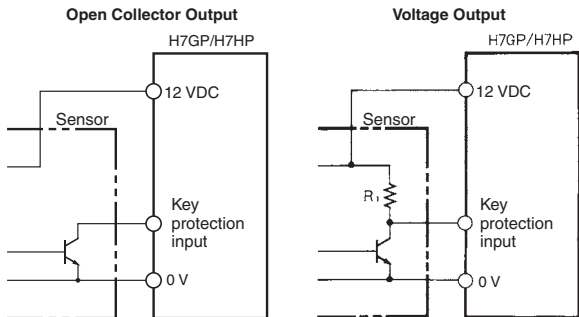 Open Collector Output
H7GP/H7HP
12 VDC
Sensor
Key
protection
input
0 V
Voltage Output
H7GP/H7HP
12 VDC
Sensor
R1
Key
protection
input
0 V